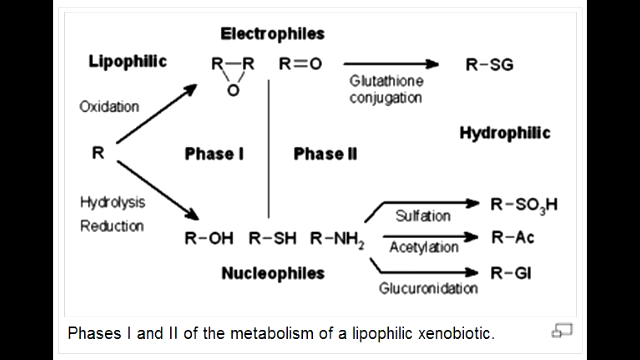 Electrophiles
Lipophilic
R—R R=O
O
R-SG
Oxidation
Glutathione
conjugation
Hydrophilic
R
Phase I
Phase II
Hydrolysis
Reduction
R-OH R-SH R-NH₂
Sulfation
R-SO₃H
Acetylation
R-Ac
Nucleophiles
Glucuronidation
R-Gl
Phases I and II of the metabolism of a lipophilic xenobiotic.